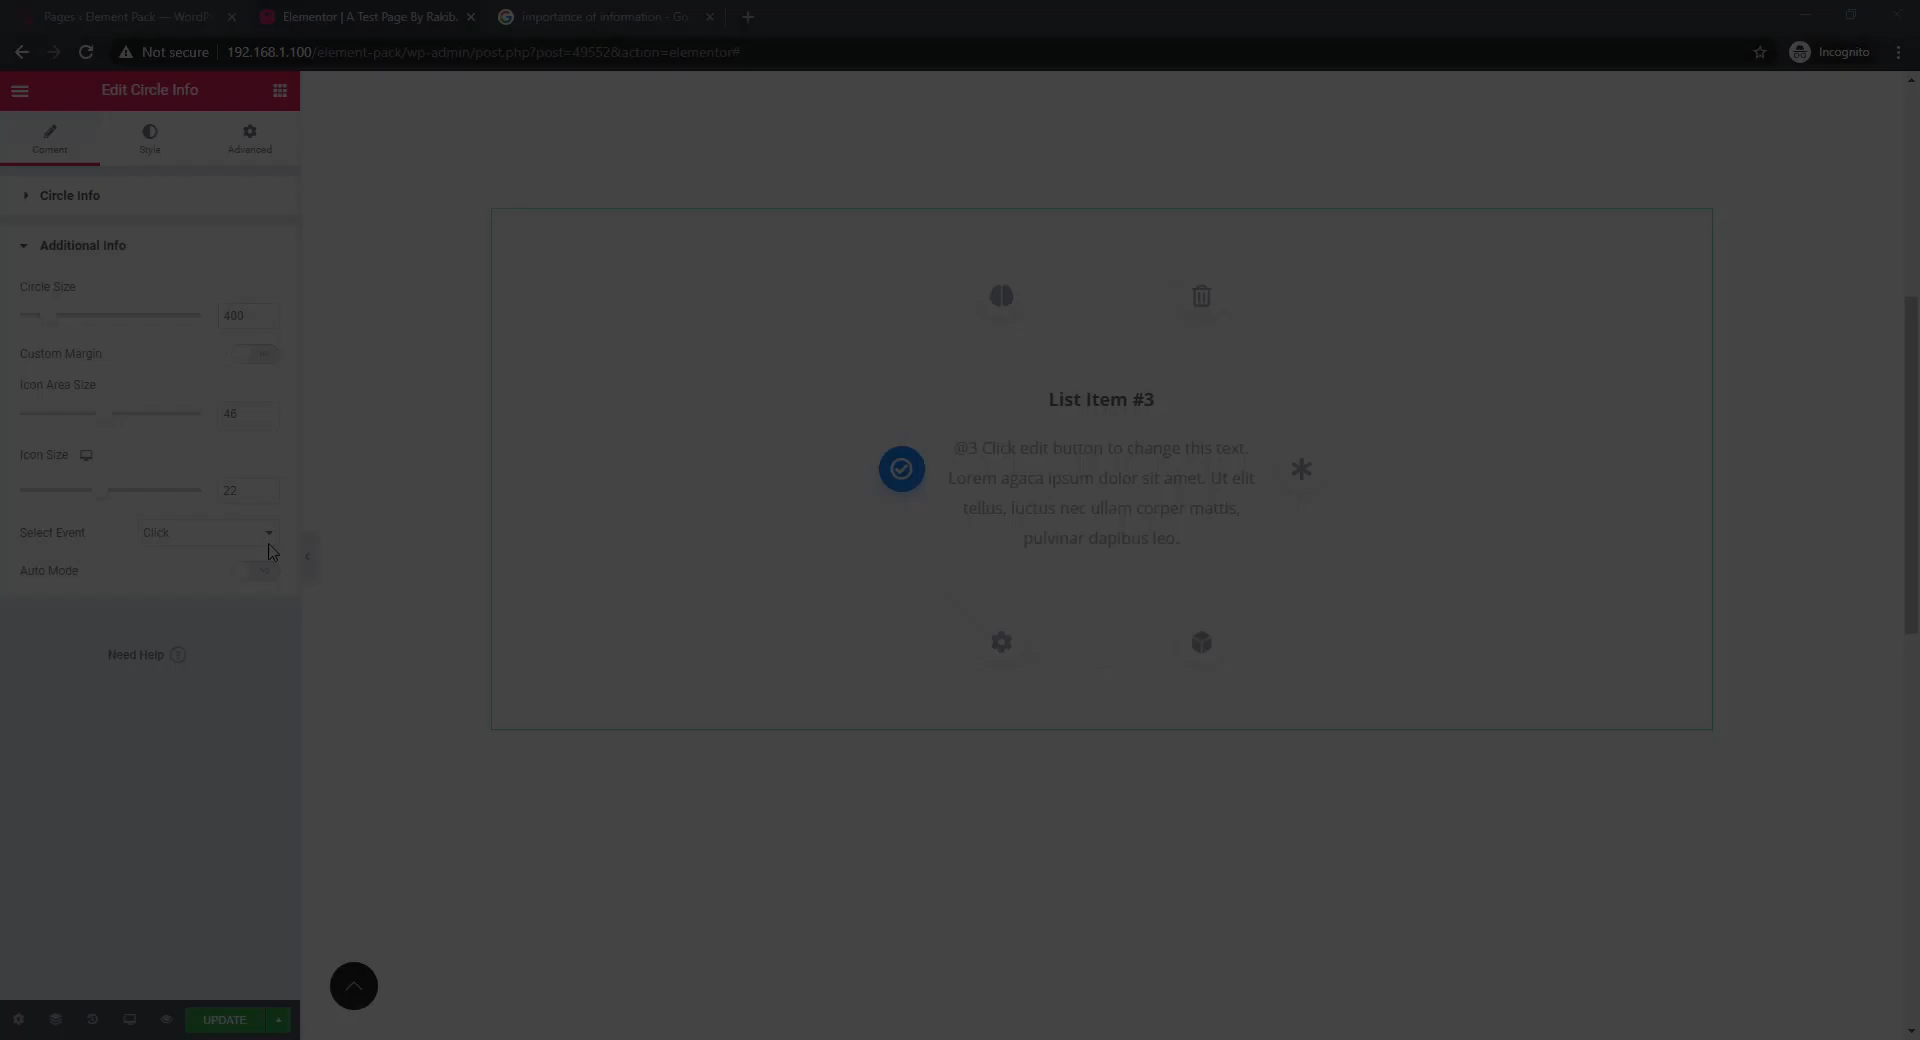 Pages ‹ Element Pack — WordP
Elementor | A Test Page By Rakib.
importance of information - Go
Not secure
192.168.1.100/element-pack/wp-admin/post.php?post=49552&action=elementor#
Incognito
Edit Circle Info
Content
Style
Advanced
Circle Info
Additional Info
Circle Size
400
Custom Margin
Icon Area Size
46
Icon Size
22
Select Event
Click
Auto Mode
Need Help
UPDATE
List Item #3
@3 Click edit button to change this text.
Lorem agaca ipsum dolor sit amet. Ut elit
tellus, luctus nec ullam corper mattis,
pulvinar dapibus leo.